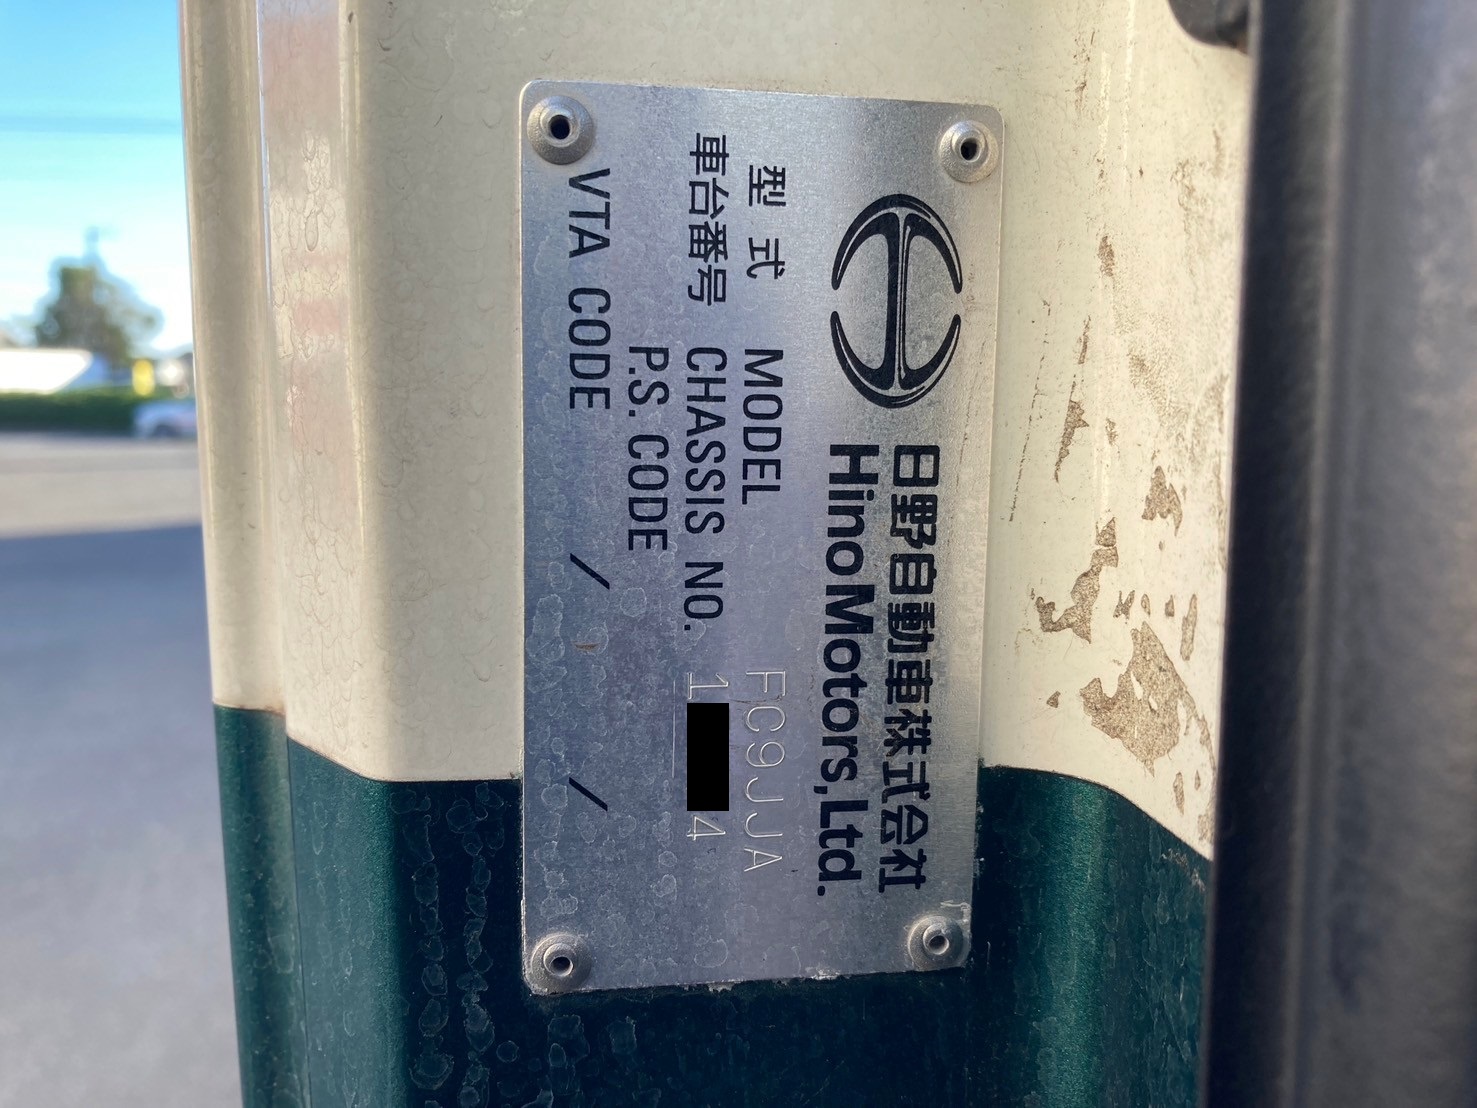 日野自動車株式会社
Hino Motors, Ltd.
型式 MODEL FC9JJA
車台番号 CHASSIS NO. 1 4
P.S. CODE
VTA CODE / /